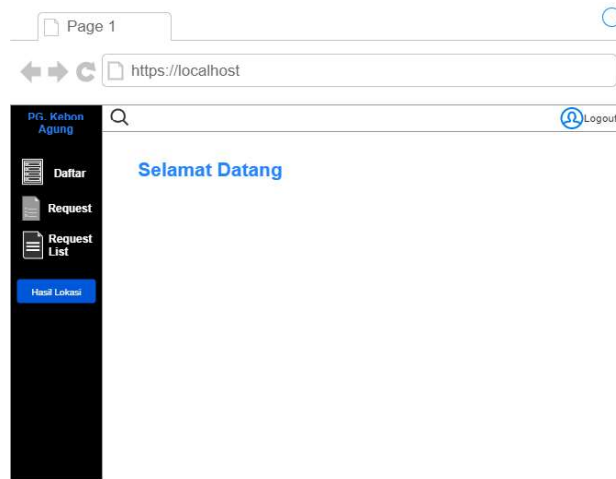 Page 1
https://localhost
PG. Kebon
Agung
Logout
Daftar
Selamat Datang
Request
Request
List
Hasil Lokasi